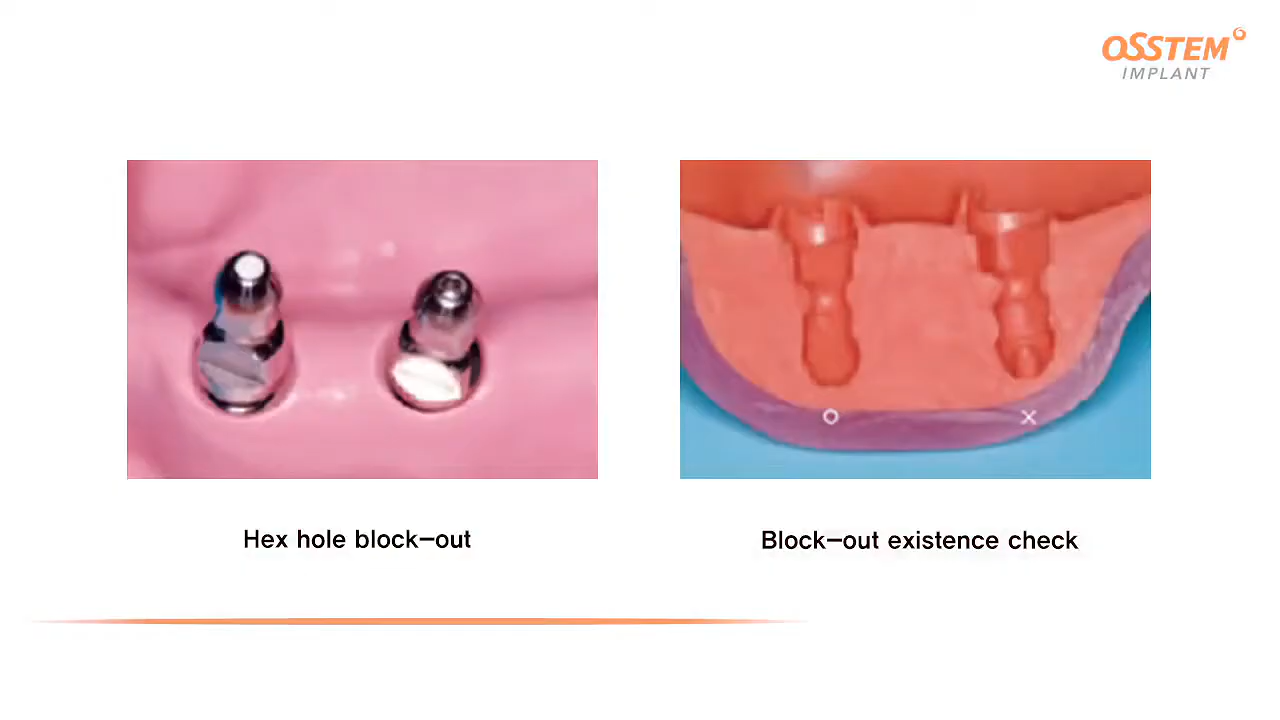 OSSTEM
IMPLANT
O
X
Hex hole block-out
Block-out existence check